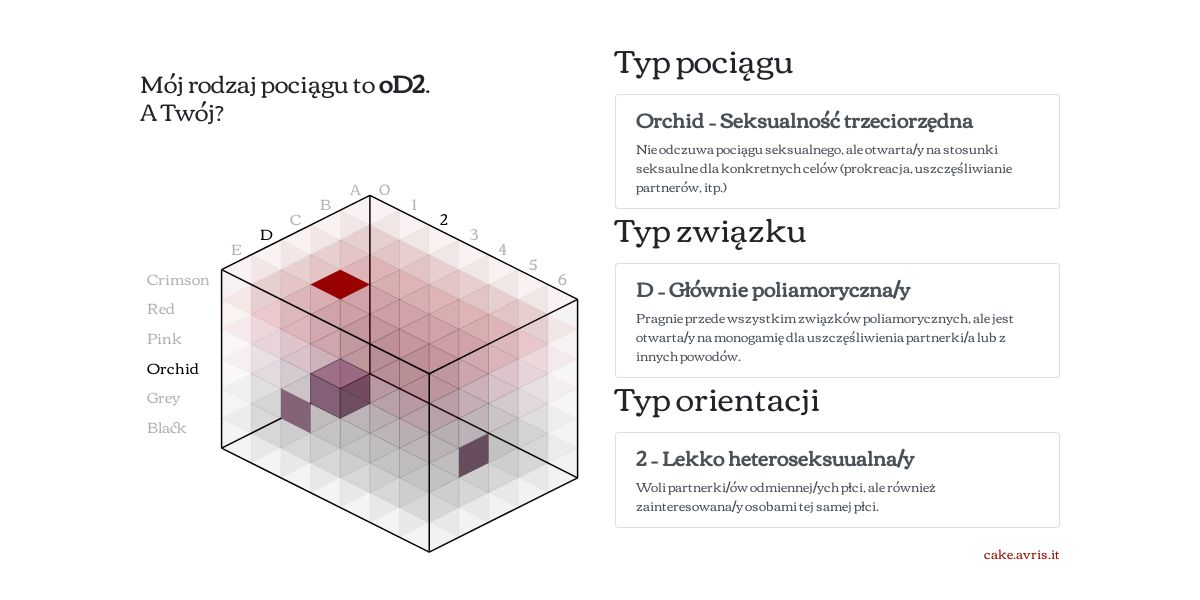 Mój rodzaj pociągu to oD2.
A Twój?
A O
B 1
C 2
D 3
E 4
5
6
Crimson
Red
Pink
Orchid
Grey
Black
Typ pociągu
Orchid – Seksualność trzeciorzędna
Nie odczuwa pociągu seksualnego, ale otwarta/y na stosunki
seksaulne dla konkretnych celów (prokreacja, uszczęśliwianie
partnerów, itp.)
Typ związku
D – Głównie poliamoryczna/y
Pragnie przede wszystkim związków poliamorycznych, ale jest
otwarta/y na monogamię dla uszczęśliwienia partnerki/a lub z
innych powodów.
Typ orientacji
2 – Lekko heteroseksuualna/y
Woli partnerki/ów odmiennej/ych płci, ale również
zainteresowana/y osobami tej samej płci.
cake.avris.it